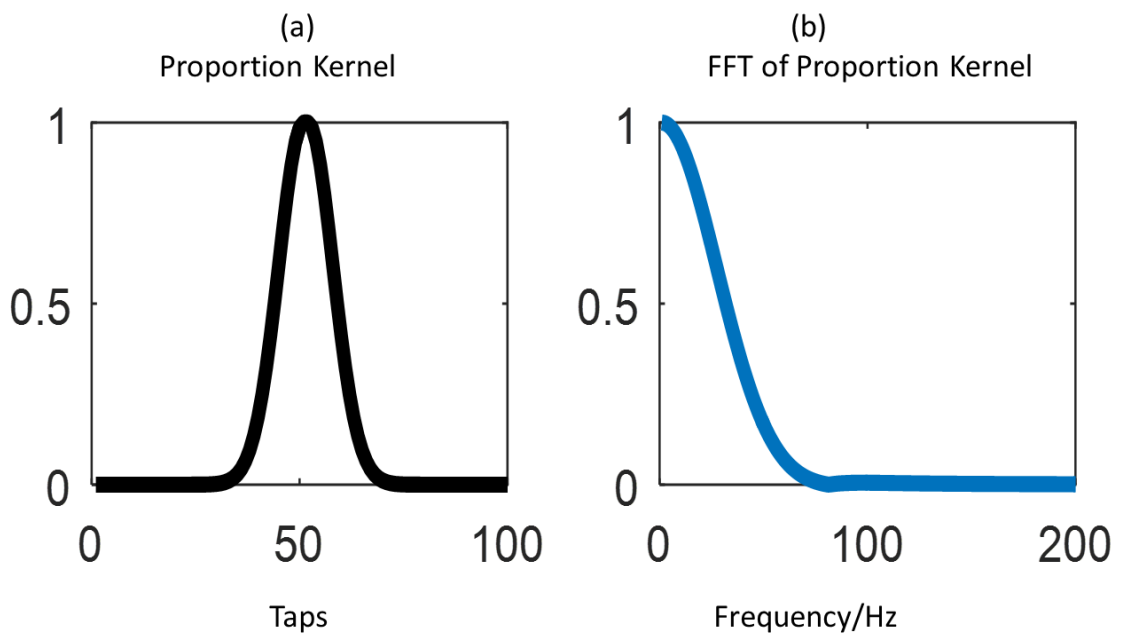 (a)
Proportion Kernel
1
0.5
0
0 50 100
Taps
(b)
FFT of Proportion Kernel
1
0.5
0
0 100 200
Frequency/Hz